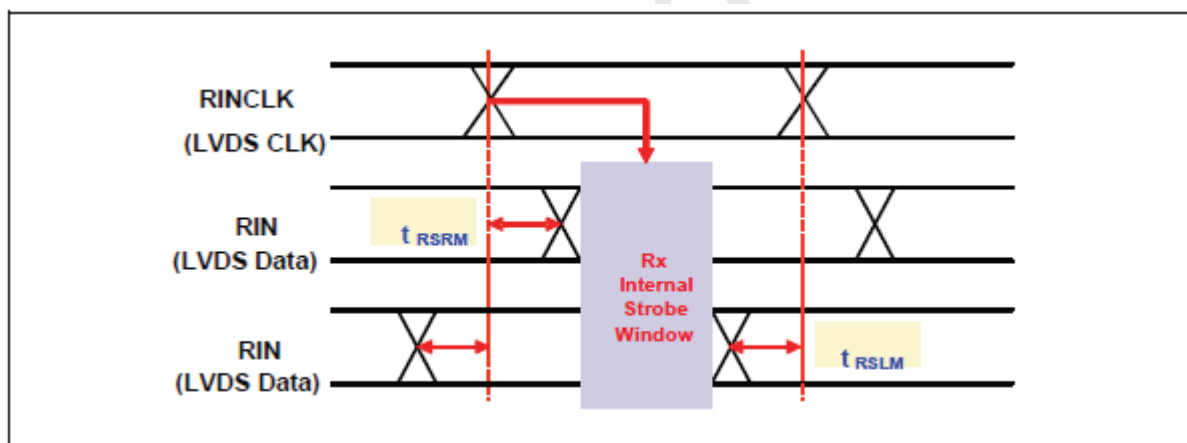 RINCLK
(LVDS CLK)
RIN
(LVDS Data)
t RSRM
Rx
Internal
Strobe
Window
RIN
(LVDS Data)
t RSLM